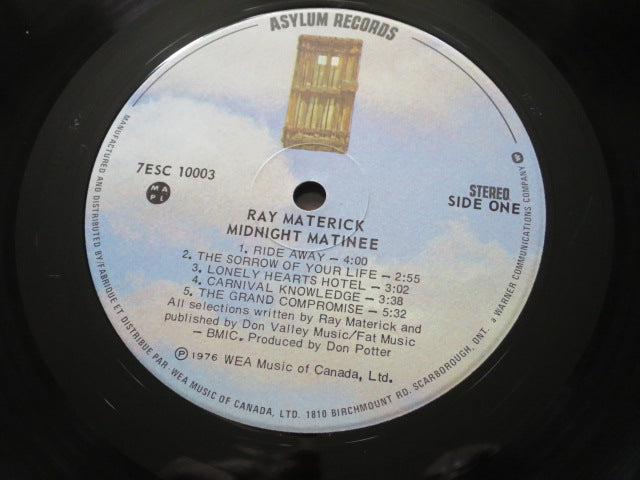 ASYLUM RECORDS
7ESC 10003
MA
PL
STEREO
SIDE ONE
RAY MATERICK
MIDNIGHT MATINEE
1. RIDE AWAY — 4:00
2. THE SORROW OF YOUR LIFE — 2:55
3. LONELY HEARTS HOTEL — 3:02
4. CARNIVAL KNOWLEDGE — 3:38
5. THE GRAND COMPROMISE — 5:32
All selections written by Ray Materick and
published by Don Valley Music/Fat Music
— BMIC. Produced by Don Potter
Ⓟ 1976 WEA Music of Canada, Ltd.
MANUFACTURED AND DISTRIBUTED BY/FABRIQUÉ ET DISTRIBUÉ PAR: WEA MUSIC OF CANADA, LTD. 1810 BIRCHMOUNT RD. SCARBOROUGH, ONT. a WARNER COMMUNICATIONS COMPANY